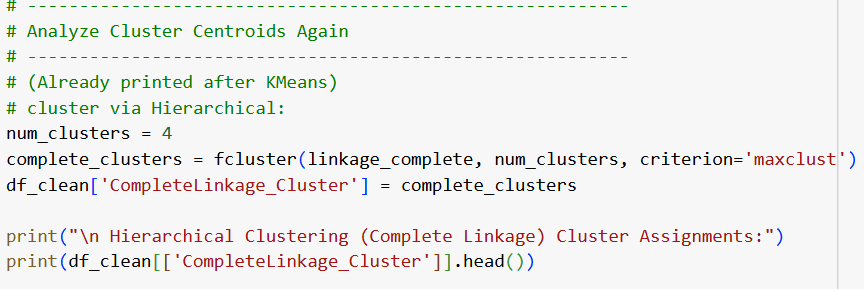 # ----------------------------------------------------------
# Analyze Cluster Centroids Again
# ----------------------------------------------------------
# (Already printed after KMeans)
# cluster via Hierarchical:
num_clusters = 4
complete_clusters = fcluster(linkage_complete, num_clusters, criterion='maxclust')
df_clean['CompleteLinkage_Cluster'] = complete_clusters

print("\n Hierarchical Clustering (Complete Linkage) Cluster Assignments:")
print(df_clean[['CompleteLinkage_Cluster']].head())